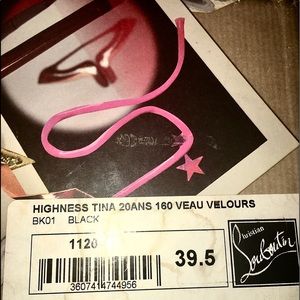 HIGHNESS TINA 20ANS 160 VEAU VELOURS
BK01 BLACK
1120
39.5
3607414744956
Christian
Louboutin